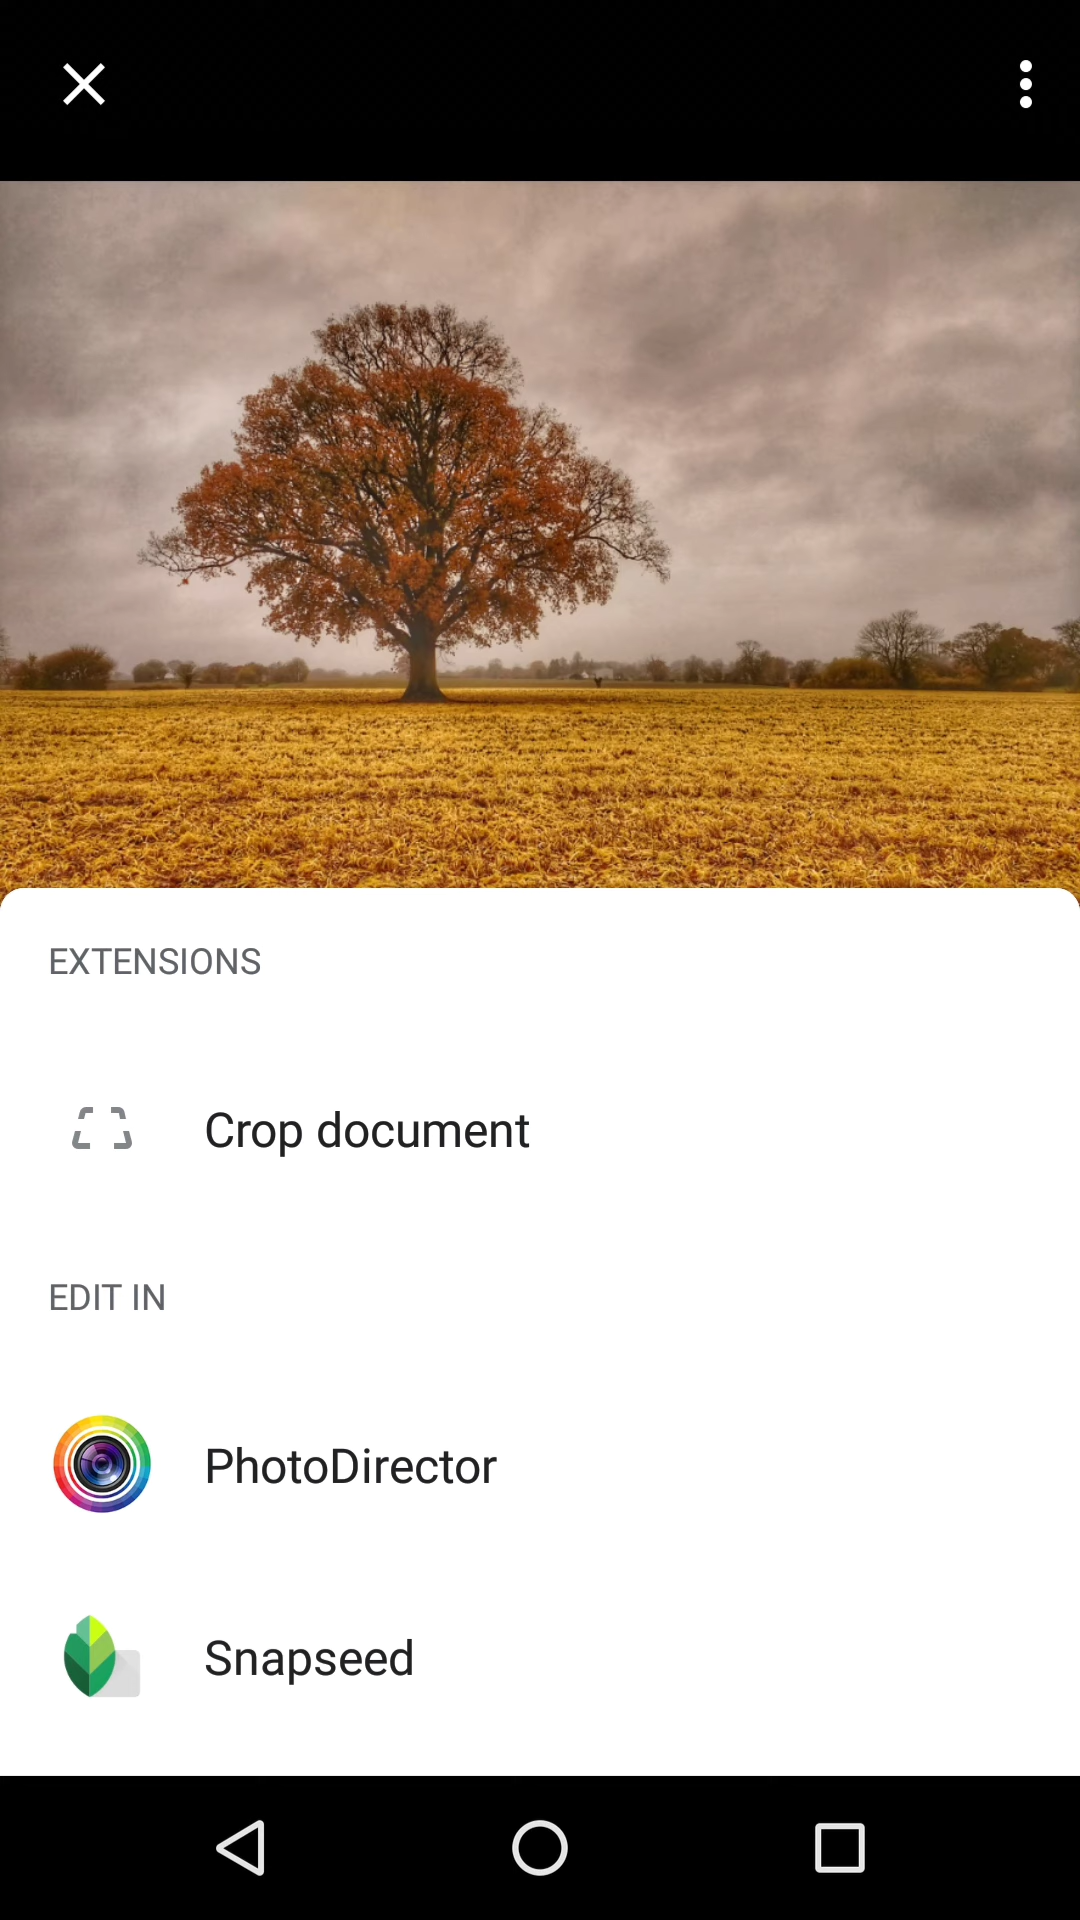 EXTENSIONS
Crop document
EDIT IN
PhotoDirector
Snapseed